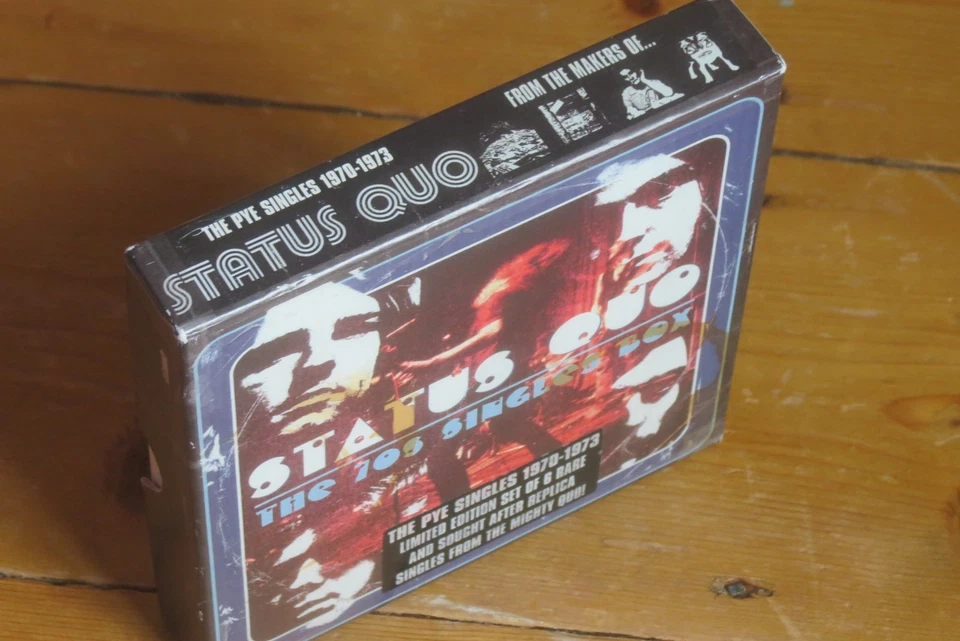 FROM THE MAKERS OF...
THE PYE SINGLES 1970-1973
STATUS QUO
STATUS QUO
THE 70s SINGLES BOX
THE PYE SINGLES 1970-1973
LIMITED EDITION SET OF 6 RARE
AND SOUGHT AFTER REPLICA
SINGLES FROM THE MIGHTY QUO!